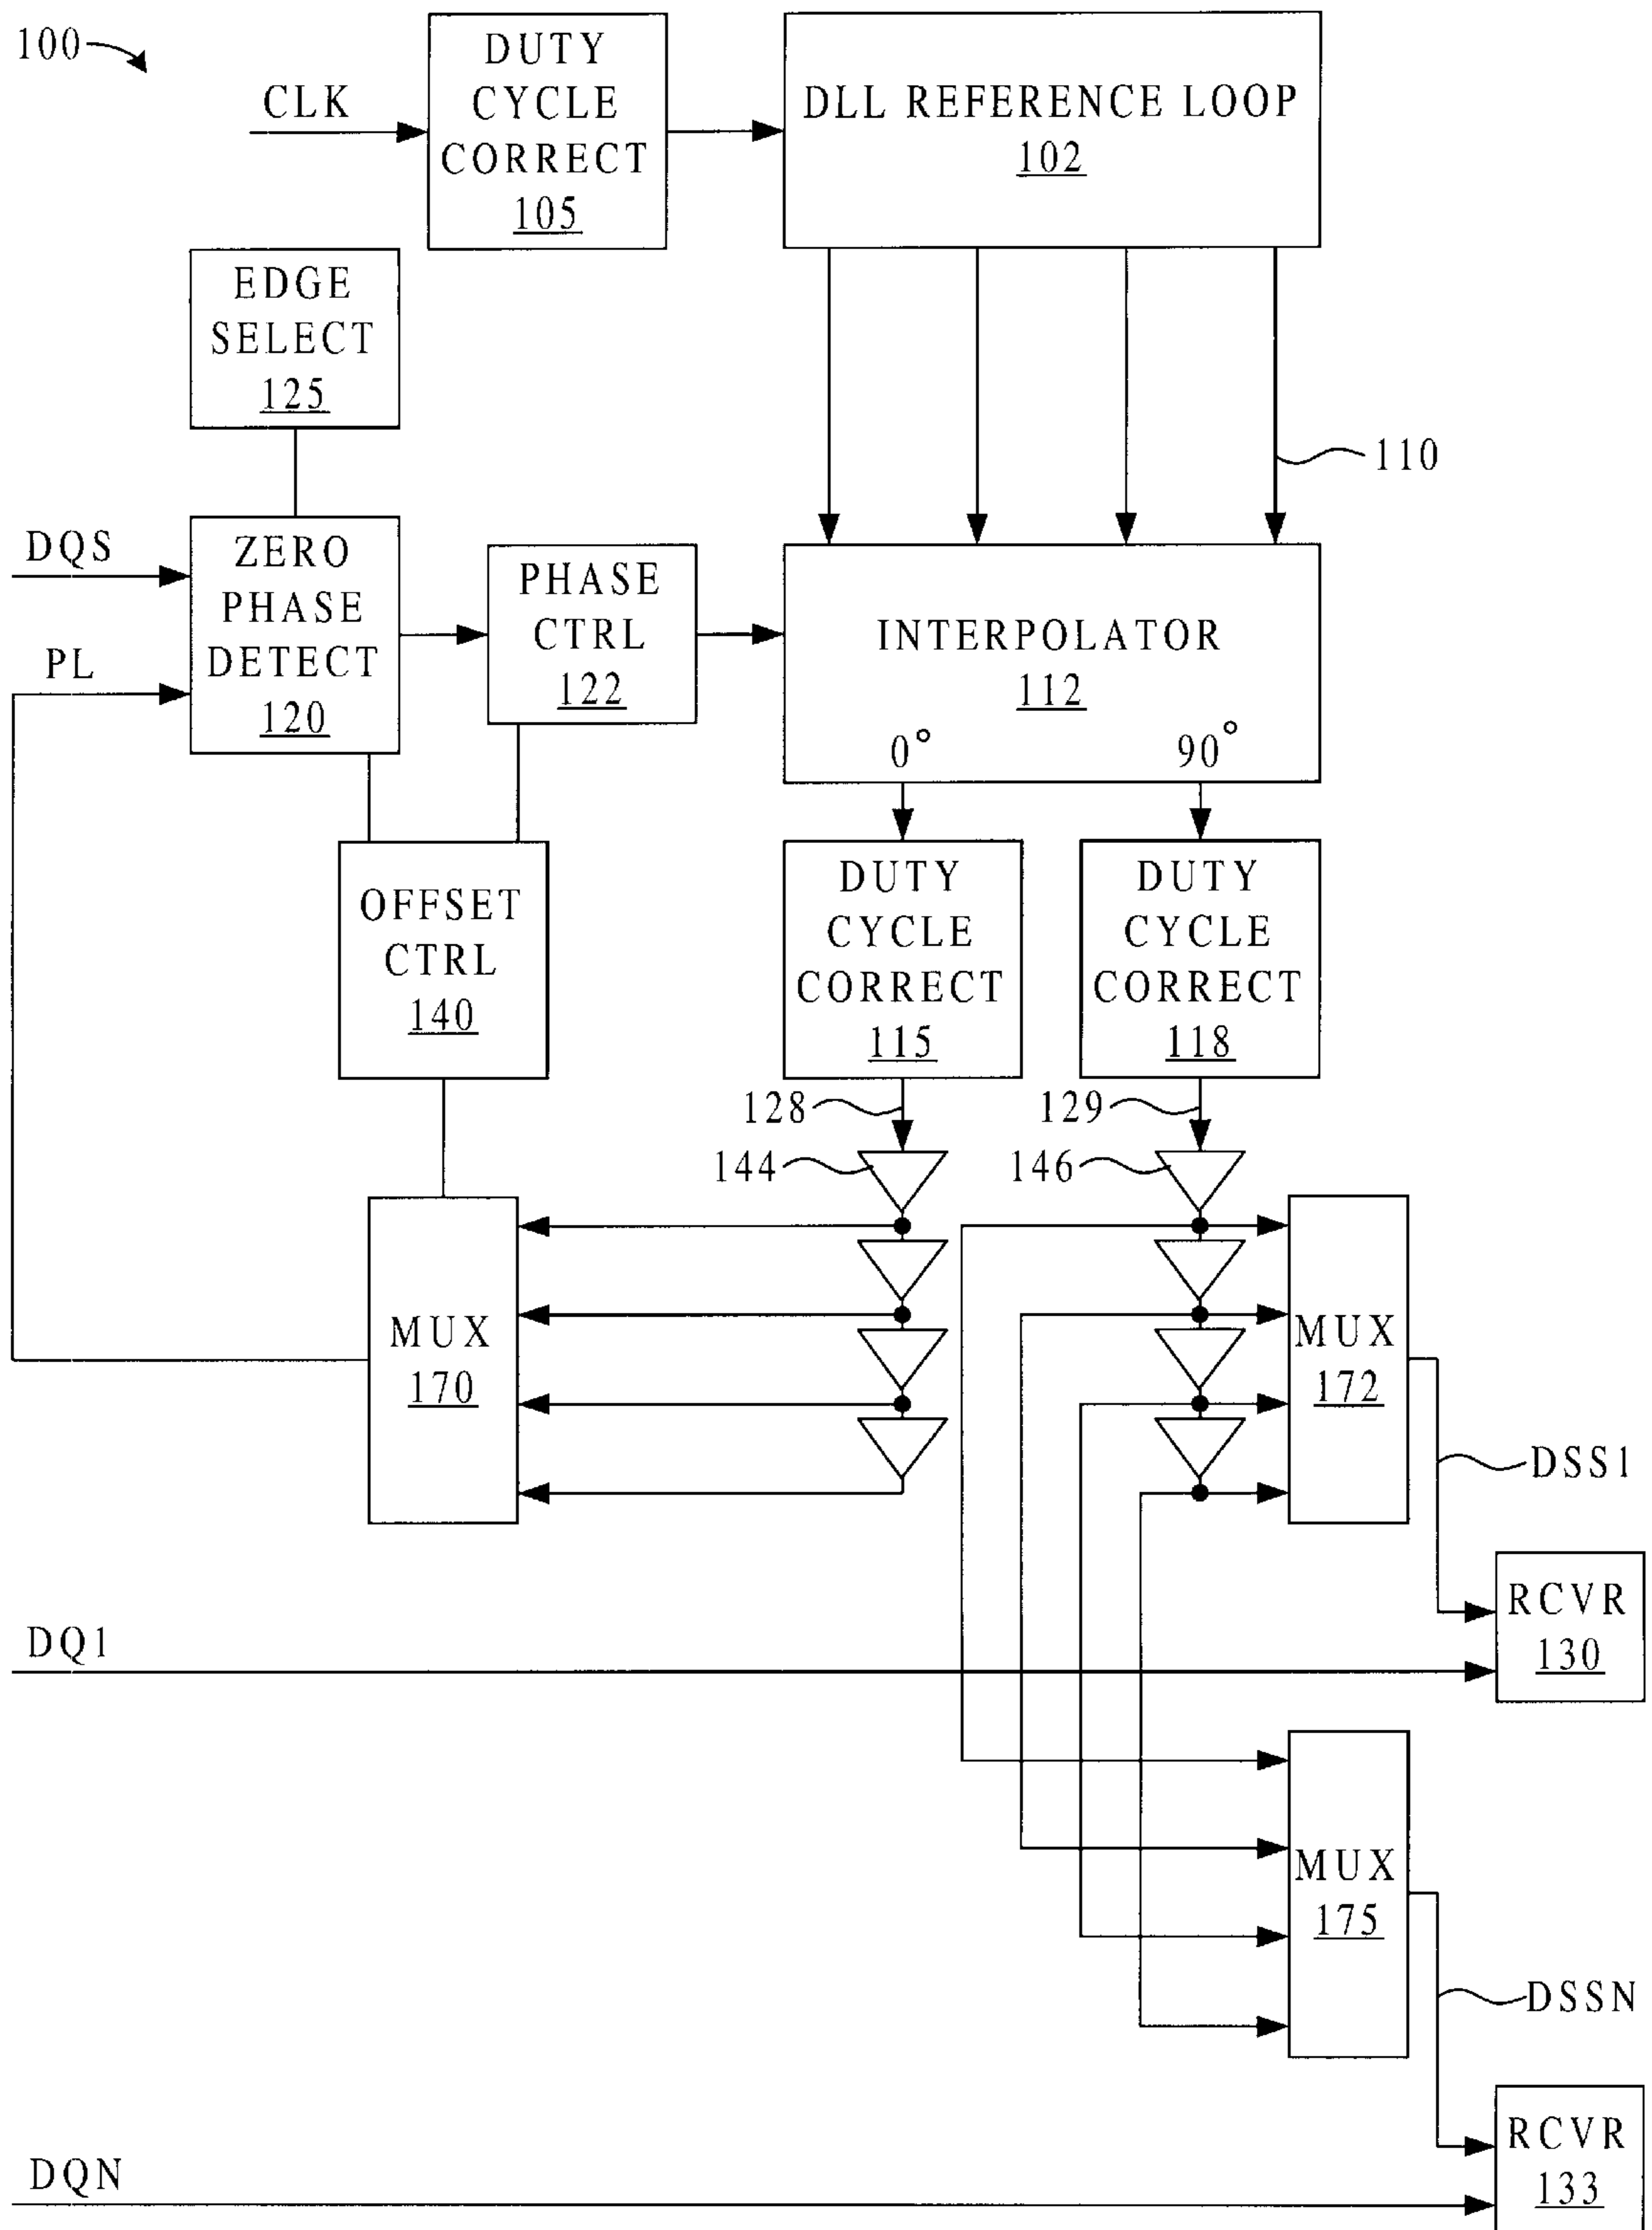 100
CLK
DUTY
CYCLE
CORRECT
105
DLL REFERENCE LOOP
102
EDGE
SELECT
125
110
DQS
PL
ZERO
PHASE
DETECT
120
PHASE
CTRL
122
INTERPOLATOR
112
0°
90°
OFFSET
CTRL
140
DUTY
CYCLE
CORRECT
115
DUTY
CYCLE
CORRECT
118
128
129
144
146
MUX
170
MUX
172
DSS1
RCVR
130
DQ1
MUX
175
DSSN
RCVR
133
DQN